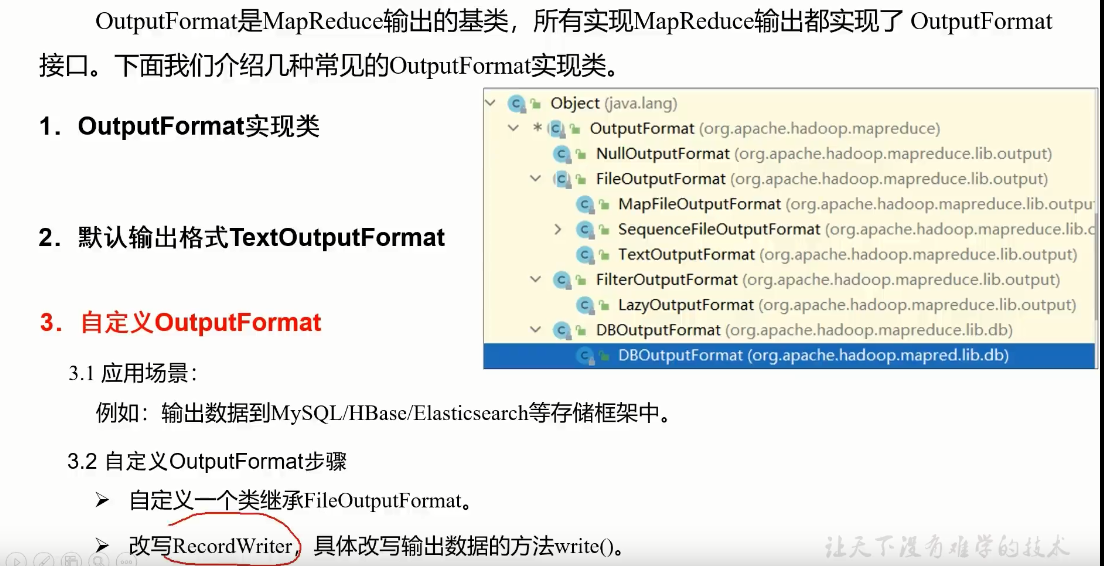 OutputFormat是MapReduce输出的基类，所有实现MapReduce输出都实现了 OutputFormat
接口。下面我们介绍几种常见的OutputFormat实现类。
1．OutputFormat实现类
2．默认输出格式TextOutputFormat
3．自定义OutputFormat
3.1 应用场景：
例如：输出数据到MySQL/HBase/Elasticsearch等存储框架中。
3.2 自定义OutputFormat步骤
➢ 自定义一个类继承FileOutputFormat。
➢ 改写RecordWriter，具体改写输出数据的方法write()。
Object (java.lang)
* OutputFormat (org.apache.hadoop.mapreduce)
NullOutputFormat (org.apache.hadoop.mapreduce.lib.output)
FileOutputFormat (org.apache.hadoop.mapreduce.lib.output)
MapFileOutputFormat (org.apache.hadoop.mapreduce.lib.outpu
SequenceFileOutputFormat (org.apache.hadoop.mapreduce.lib.o
TextOutputFormat (org.apache.hadoop.mapreduce.lib.output)
FilterOutputFormat (org.apache.hadoop.mapreduce.lib.output)
LazyOutputFormat (org.apache.hadoop.mapreduce.lib.output)
DBOutputFormat (org.apache.hadoop.mapreduce.lib.db)
DBOutputFormat (org.apache.hadoop.mapred.lib.db)
让天下没有难学的技术